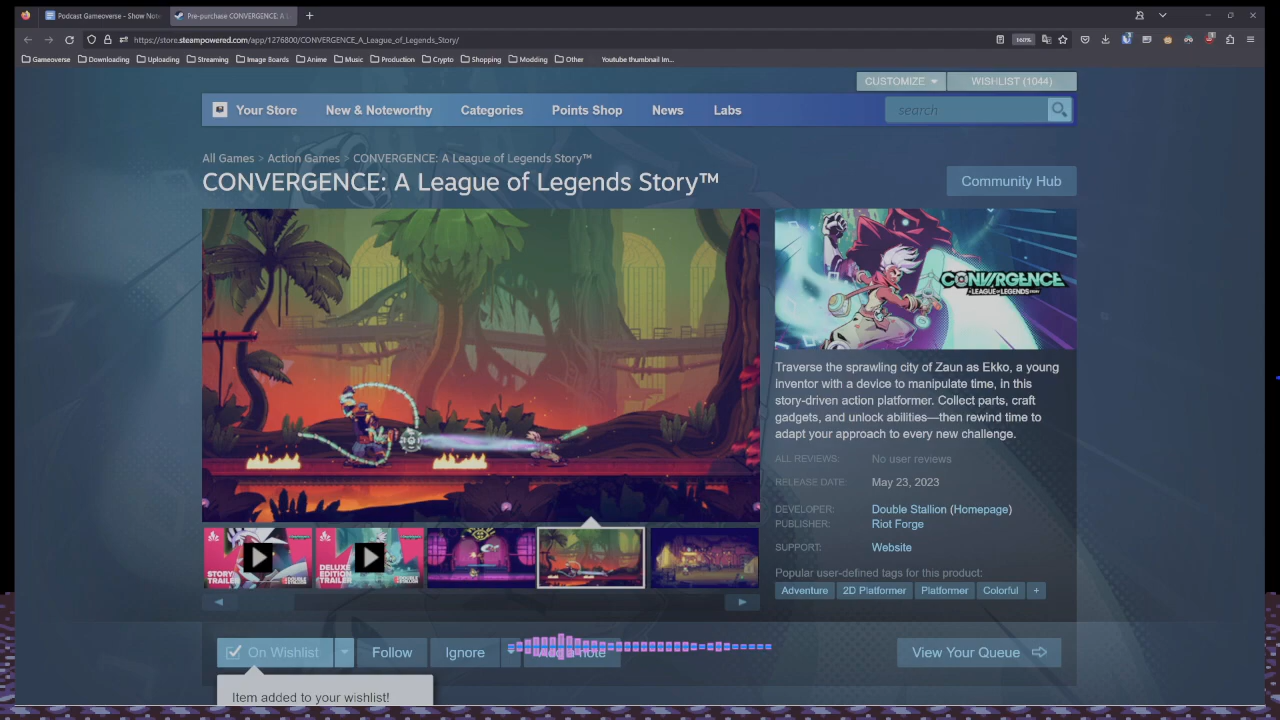 Podcast Gameoverse - Show Not
Pre-purchase CONVERGENCE: A L
https://store.steampowered.com/app/1276800/CONVERGENCE_A_League_of_Legends_Story/
160%
Gameoverse Downloading Uploading Streaming Image Boards Anime Music Production Crypto Shopping Modding Other Youtube thumbnail im...
CUSTOMIZE WISHLIST (1044)
Your Store New & Noteworthy Categories Points Shop News Labs search
All Games > Action Games > CONVERGENCE: A League of Legends Story™
CONVERGENCE: A League of Legends Story™
Community Hub
CONVERGENCE
A LEAGUE OF LEGENDS STORY
Traverse the sprawling city of Zaun as Ekko, a young
inventor with a device to manipulate time, in this
story-driven action platformer. Collect parts, craft
gadgets, and unlock abilities—then rewind time to
adapt your approach to every new challenge.
ALL REVIEWS: No user reviews
RELEASE DATE: May 23, 2023
DEVELOPER: Double Stallion (Homepage)
PUBLISHER: Riot Forge
SUPPORT: Website
Popular user-defined tags for this product:
Adventure 2D Platformer Platformer Colorful +
STORY
TRAILER
DELUXE
EDITION
TRAILER
On Wishlist Follow Ignore Add a note View Your Queue
Item added to your wishlist!